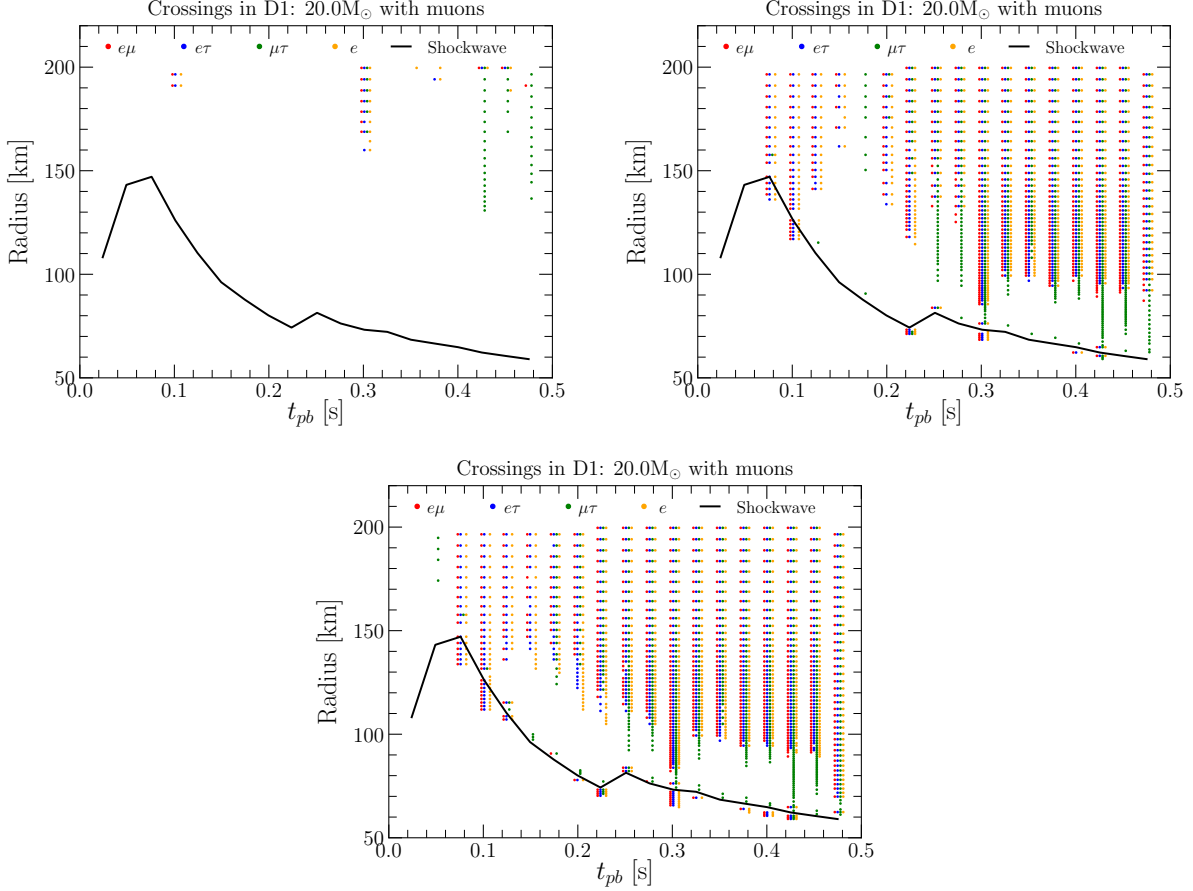 Crossings in D1: 20.0M⊙ with muons
eμ eτ μτ e Shockwave
200
150
100
50
Radius [km]
0.0 0.1 0.2 0.3 0.4 0.5
t_pb [s]
Crossings in D1: 20.0M⊙ with muons
eμ eτ μτ e Shockwave
200
150
100
50
Radius [km]
0.0 0.1 0.2 0.3 0.4 0.5
t_pb [s]
Crossings in D1: 20.0M⊙ with muons
eμ eτ μτ e Shockwave
200
150
100
50
Radius [km]
0.0 0.1 0.2 0.3 0.4 0.5
t_pb [s]